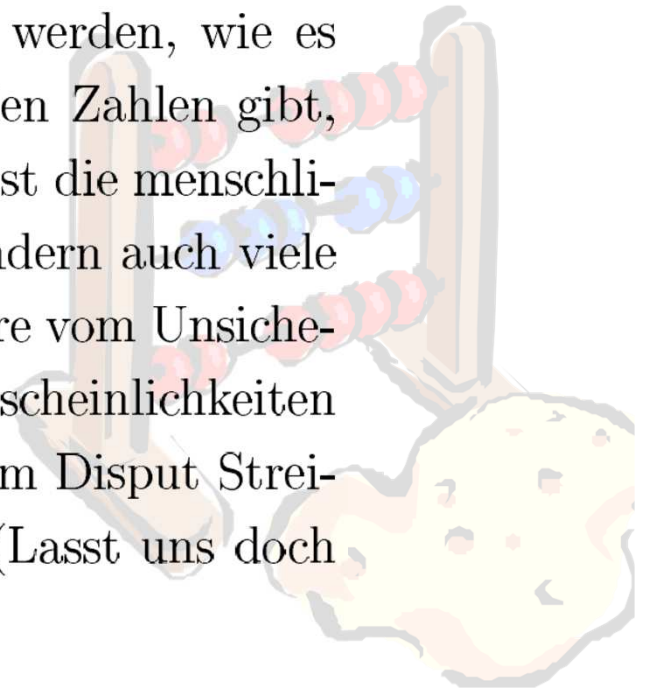 werden, wie es
en Zahlen gibt,
st die menschli-
ndern auch viele
re vom Unsiche-
scheinlichkeiten
m Disput Strei-
(Lasst uns doch